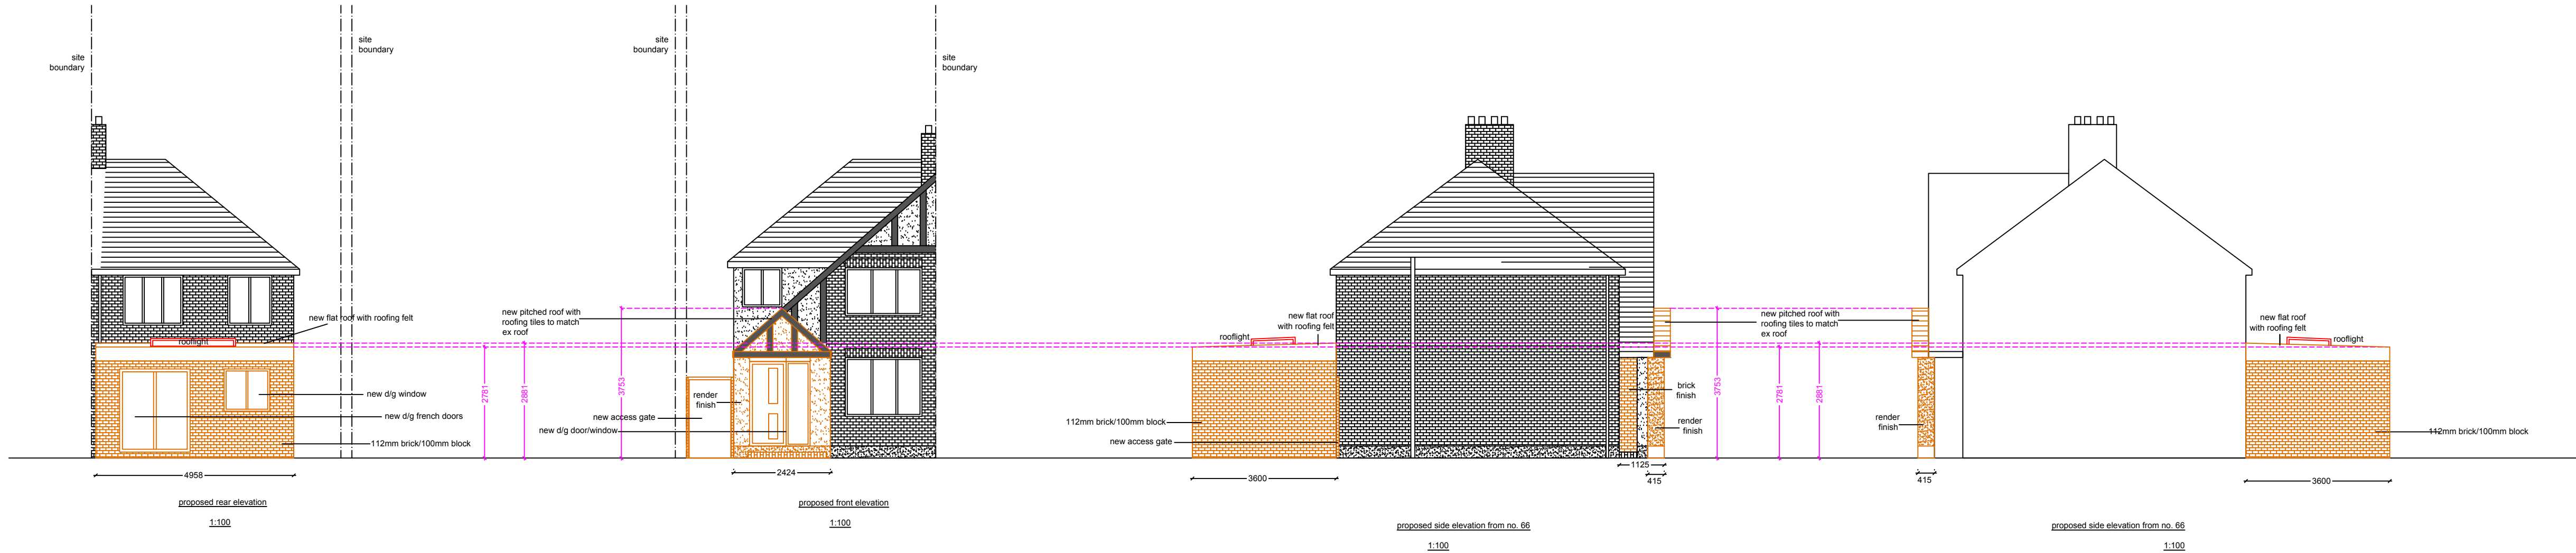 site
boundary
site
boundary
new flat roof with roofing felt
rooflight
new d/g window
new d/g french doors
112mm brick/100mm block
4958
proposed rear elevation
1:100
2781
2881
3753
site
boundary
site
boundary
new pitched roof with
roofing tiles to match
ex roof
render
finish
new access gate
new d/g door/window
2424
proposed front elevation
1:100
new flat roof
with roofing felt
rooflight
112mm brick/100mm block
new access gate
3600
brick
finish
render
finish
1125
415
proposed side elevation from no. 66
1:100
new pitched roof with
roofing tiles to match
ex roof
3753
2781
2881
render
finish
415
new flat roof
with roofing felt
rooflight
112mm brick/100mm block
3600
proposed side elevation from no. 66
1:100